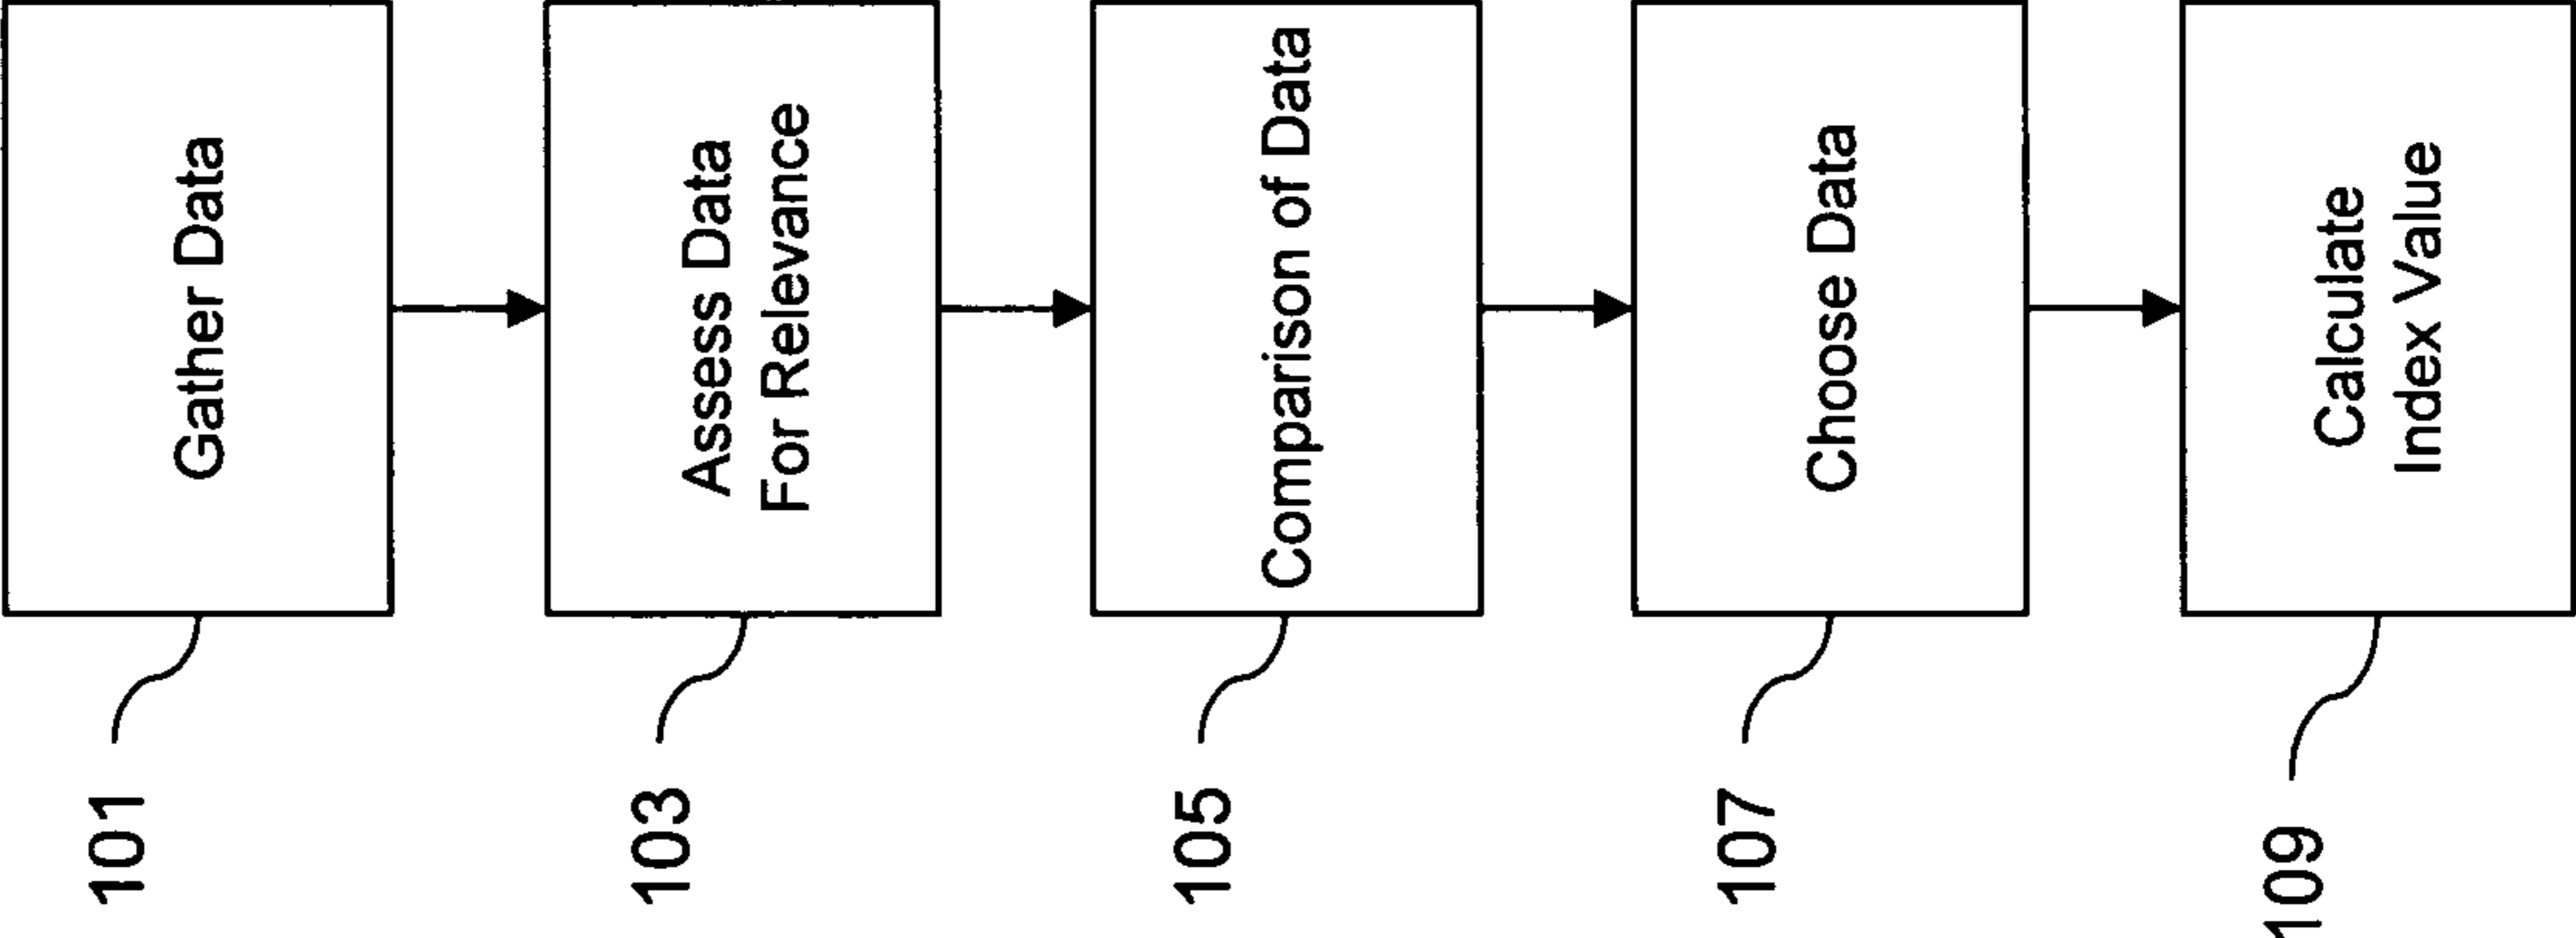 101
Gather Data
103
Assess Data
For Relevance
105
Comparison of Data
107
Choose Data
109
Calculate
Index Value